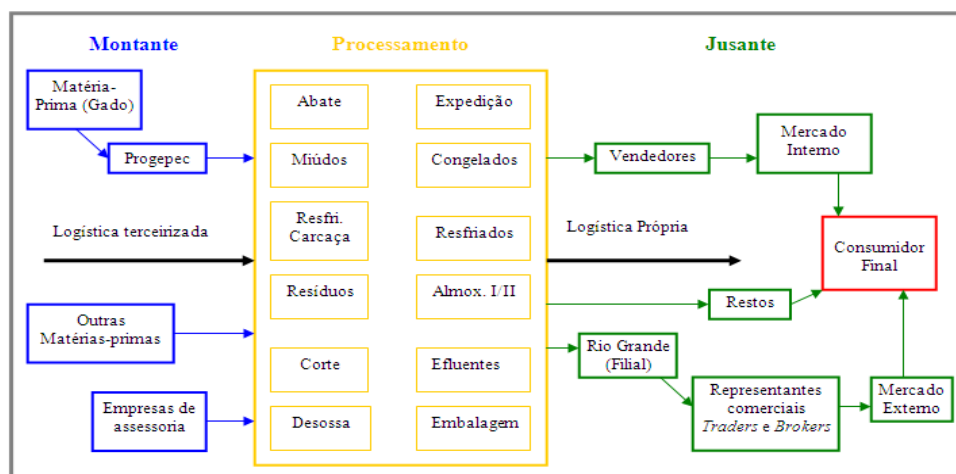 Montante
Processamento
Jusante
Matéria-
Prima (Gado)
Progepec
Logística terceirizada
Outras
Matérias-primas
Empresas de
assessoria
Abate
Expedição
Miúdos
Congelados
Resfri.
Carcaça
Resfriados
Resíduos
Almox. I/II
Corte
Efluentes
Desossa
Embalagem
Vendedores
Mercado
Interno
Logística Própria
Consumidor
Final
Restos
Rio Grande
(Filial)
Representantes
comerciais
Traders e Brokers
Mercado
Externo